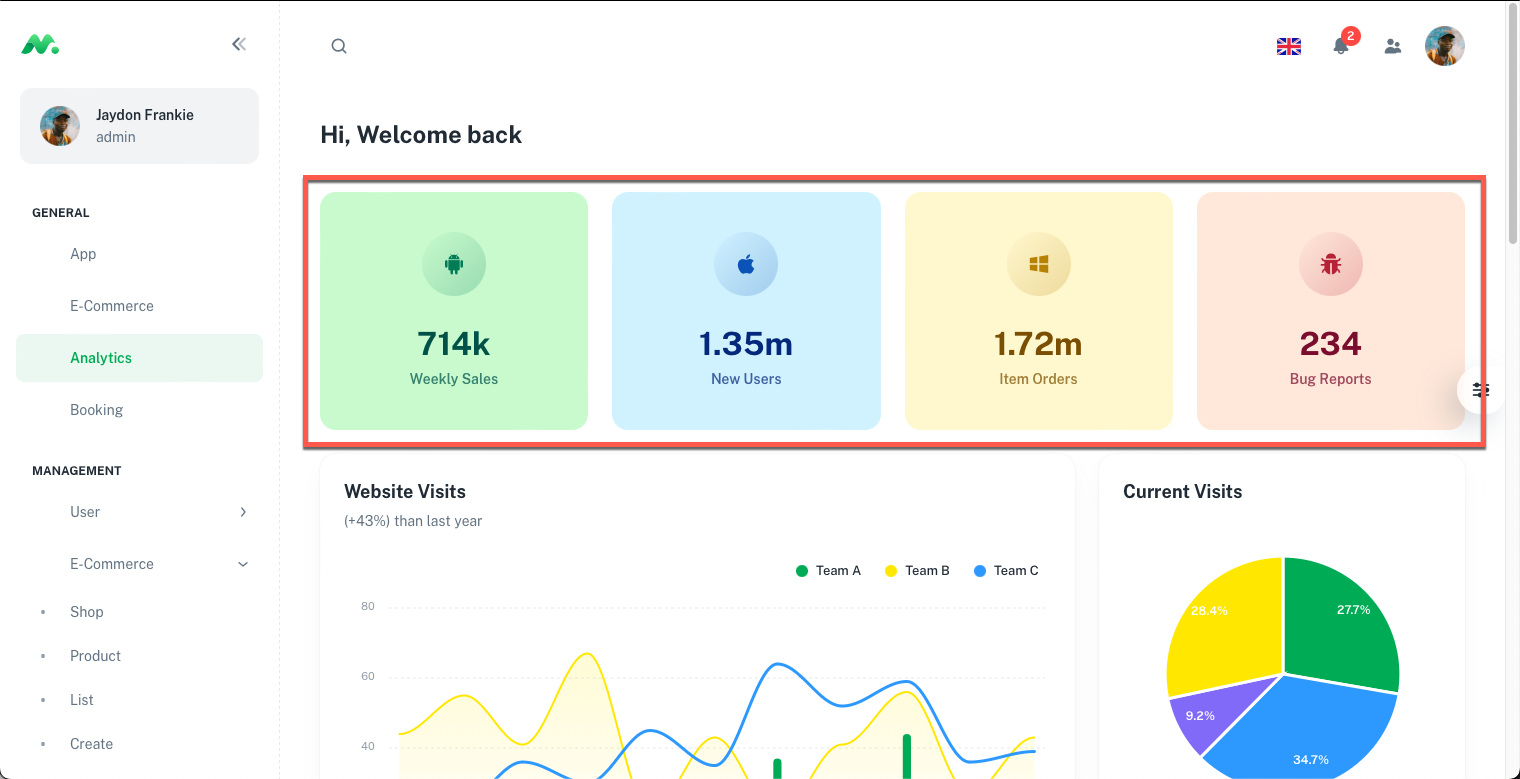 2
Jaydon Frankie
admin
Hi, Welcome back
GENERAL
App
E-Commerce
Analytics
Booking
MANAGEMENT
User
E-Commerce
Shop
Product
List
Create
714k
Weekly Sales
1.35m
New Users
1.72m
Item Orders
234
Bug Reports
Website Visits
(+43%) than last year
Team A Team B Team C
80
60
40
Current Visits
28.4%
27.7%
9.2%
34.7%